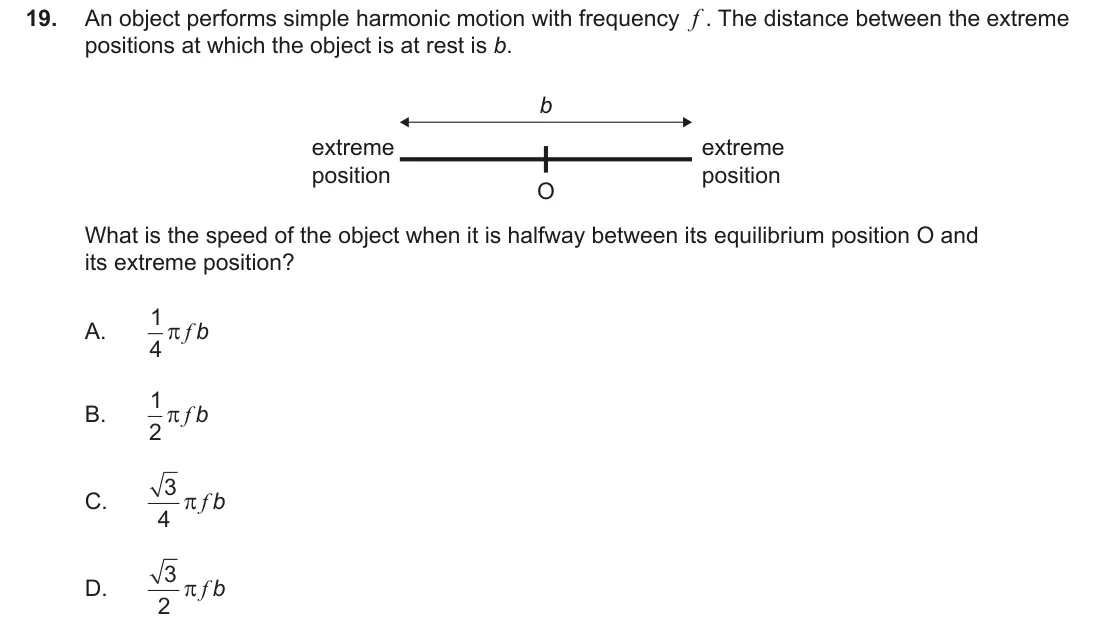 19. An object performs simple harmonic motion with frequency f. The distance between the extreme
positions at which the object is at rest is b.
b
extreme
position
extreme
position
O
What is the speed of the object when it is halfway between its equilibrium position O and
its extreme position?
A. 1/4 πfb
B. 1/2 πfb
C. √3/4 πfb
D. √3/2 πfb